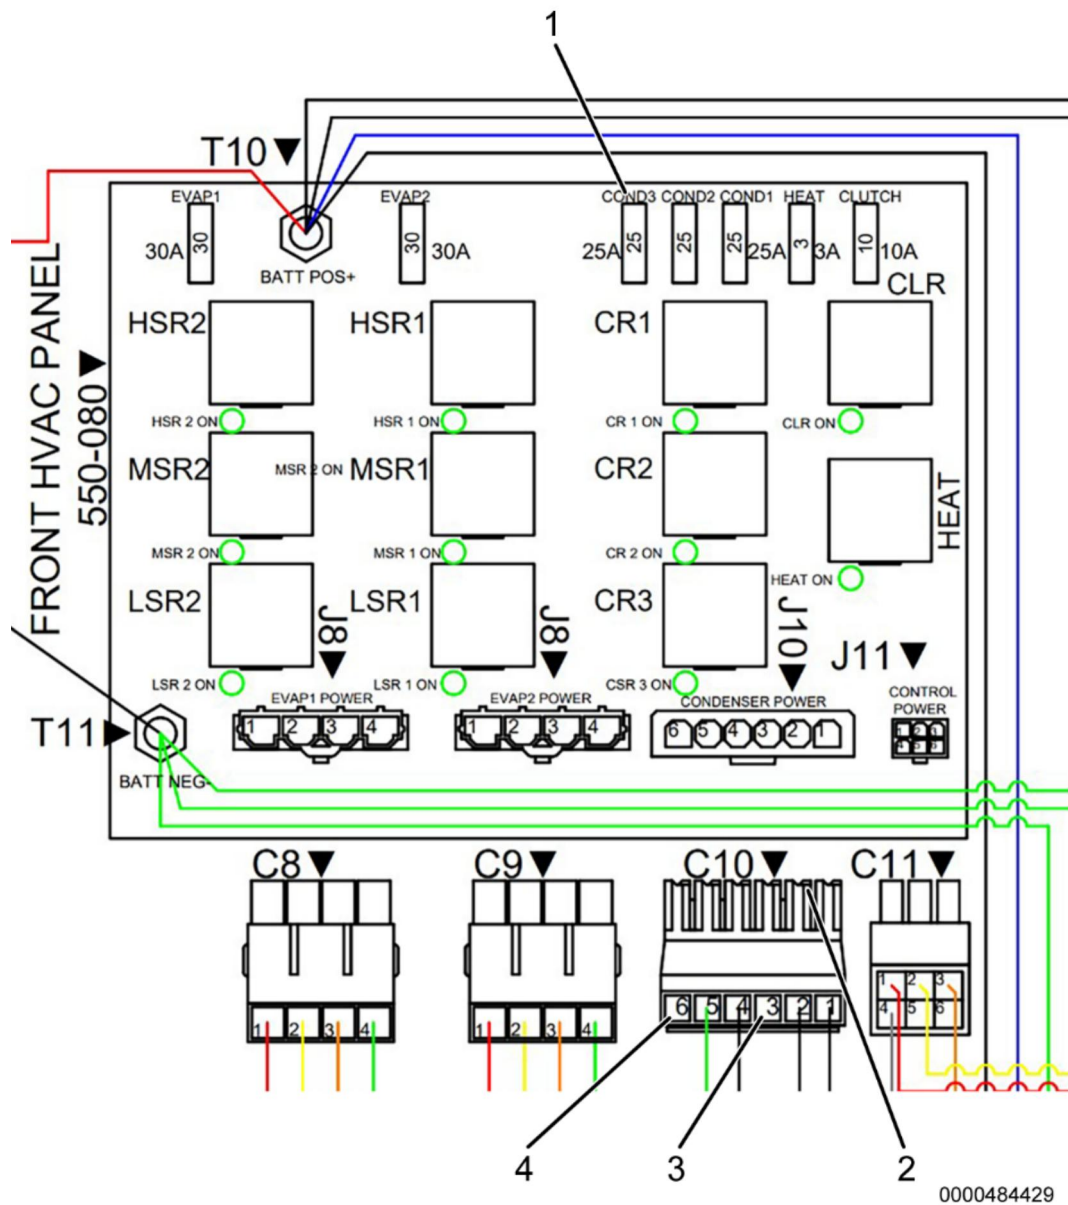 1
T10▼
EVAP1
EVAP2
COND3 COND2 COND1 HEAT CLUTCH
30A 30
30 30A
25A 25
25
25 25A
3 3A
10 10A
BATT POS+
CLR
FRONT HVAC PANEL
550-080▼
HSR2
HSR1
CR1
HSR 2 ON
HSR 1 ON
CR 1 ON
CLR ON
MSR2
MSR 2 ON
MSR1
CR2
HEAT
MSR 2 ON
MSR 1 ON
CR 2 ON
HEAT ON
LSR2
J8▼
LSR1
J8▼
CR3
J10▼
J11▼
LSR 2 ON
LSR 1 ON
CSR 3 ON
EVAP1 POWER
EVAP2 POWER
CONDENSER POWER
CONTROL
POWER
1 2 3 4
1 2 3 4
6 5 4 3 2 1
1 2 3
4 5 6
T11▶
BATT NEG-
C8▼
C9▼
C10▼
C11▼
1 2 3
4 5 6
1 2 3 4
1 2 3 4
6 5 4 3 2 1
4
3
2
0000484429